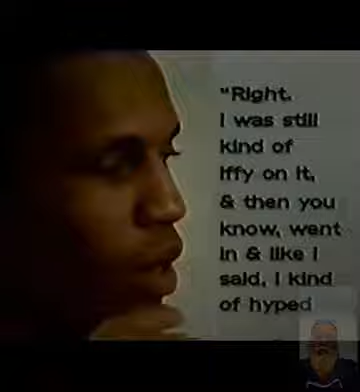 "Right.
I was still
kind of
iffy on it,
& then you
know, went
in & like I
said, I kind
of hyped